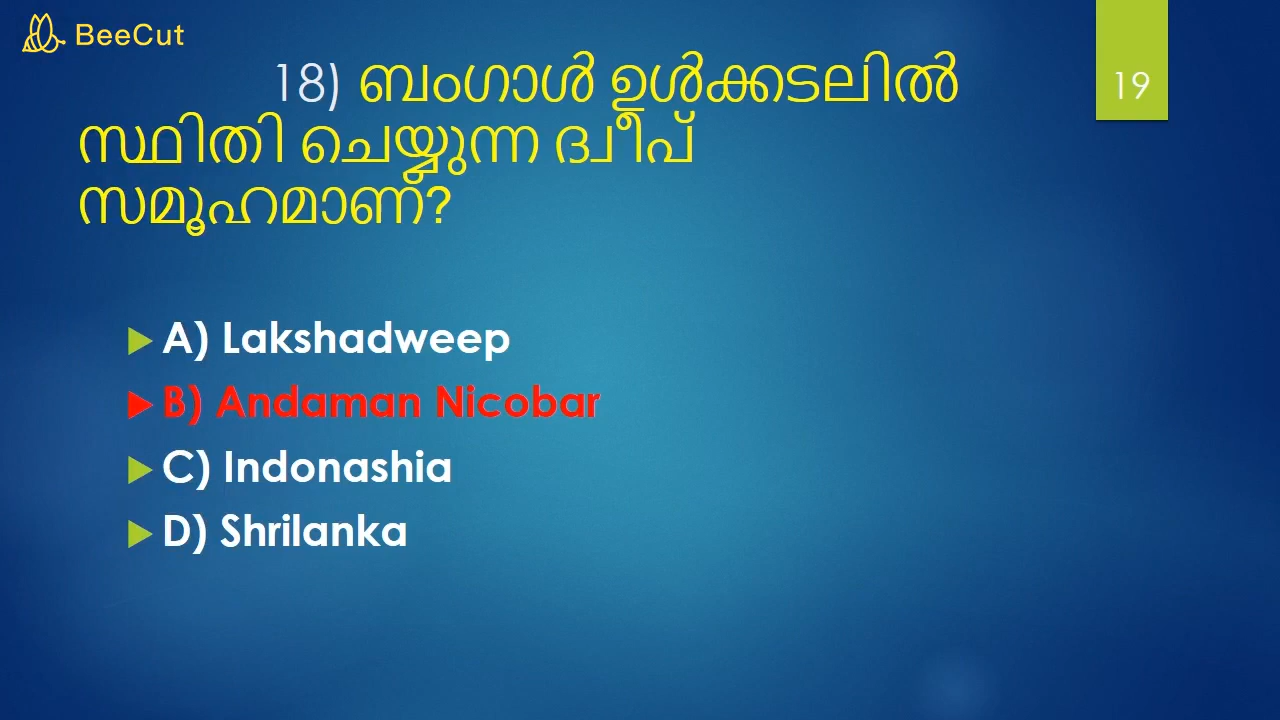 BeeCut
18) ബംഗാൾ ഉൾക്കടലിൽ
19
സ്ഥിതി ചെയ്യുന്ന ദ്വീപ്
സമൂഹമാണ്?
A) Lakshadweep
B) Andaman Nicobar
C) Indonashia
D) Shrilanka